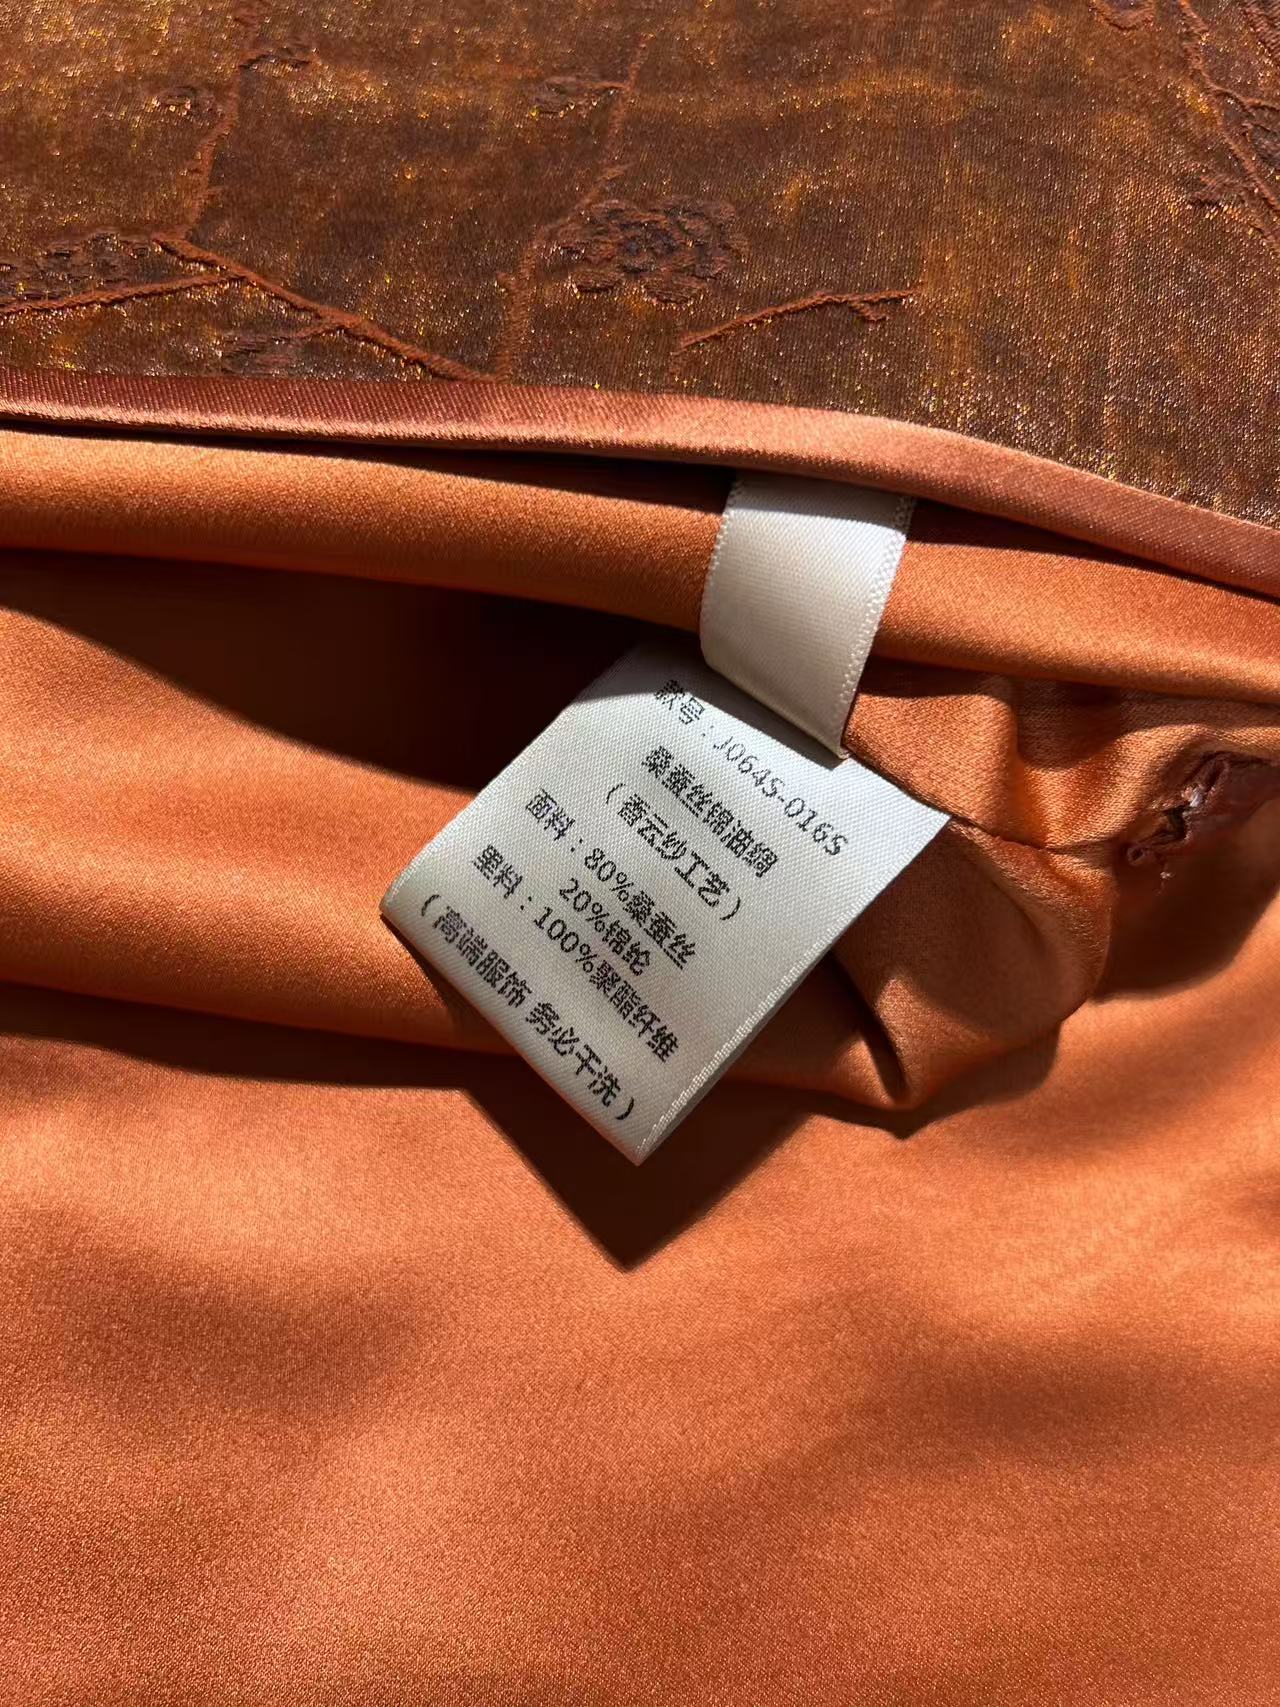 款号：J064S-016S
桑蚕丝锦油绸
（香云纱工艺）
面料：80%桑蚕丝
20%锦纶
里料：100%聚酯纤维
（高端服饰 务必干洗）